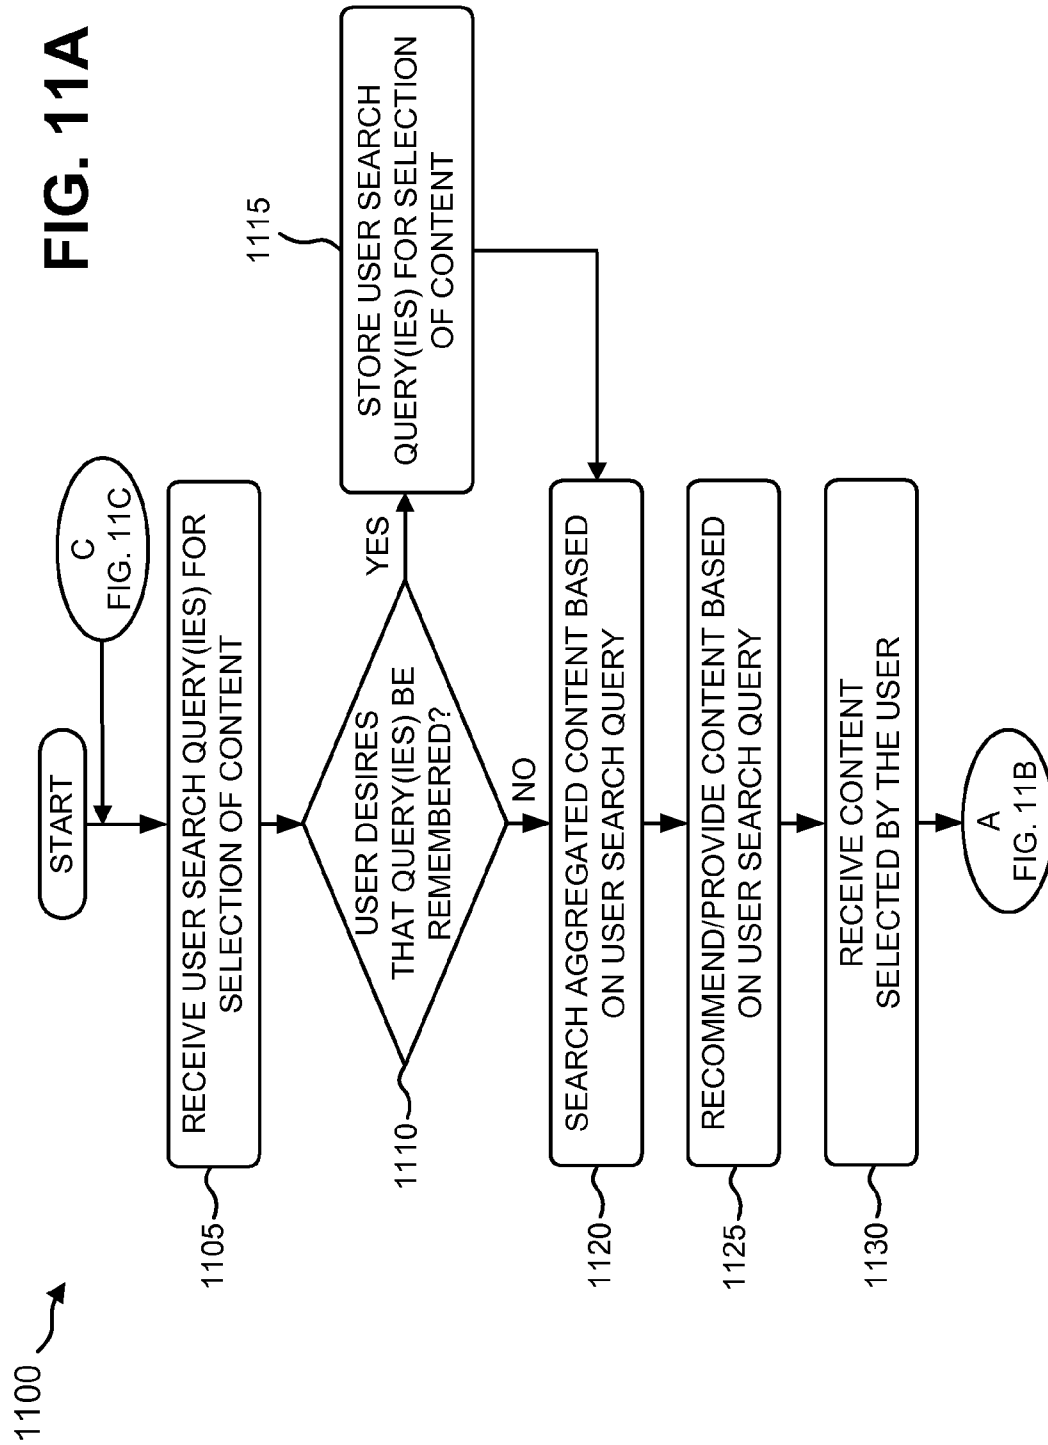 FIG. 11A
1100
START
C
FIG. 11C
1105
RECEIVE USER SEARCH QUERY(IES) FOR
SELECTION OF CONTENT
1110
USER DESIRES
THAT QUERY(IES) BE
REMEMBERED?
YES
NO
1115
STORE USER SEARCH
QUERY(IES) FOR SELECTION
OF CONTENT
1120
SEARCH AGGREGATED CONTENT BASED
ON USER SEARCH QUERY
1125
RECOMMEND/PROVIDE CONTENT BASED
ON USER SEARCH QUERY
1130
RECEIVE CONTENT
SELECTED BY THE USER
A
FIG. 11B